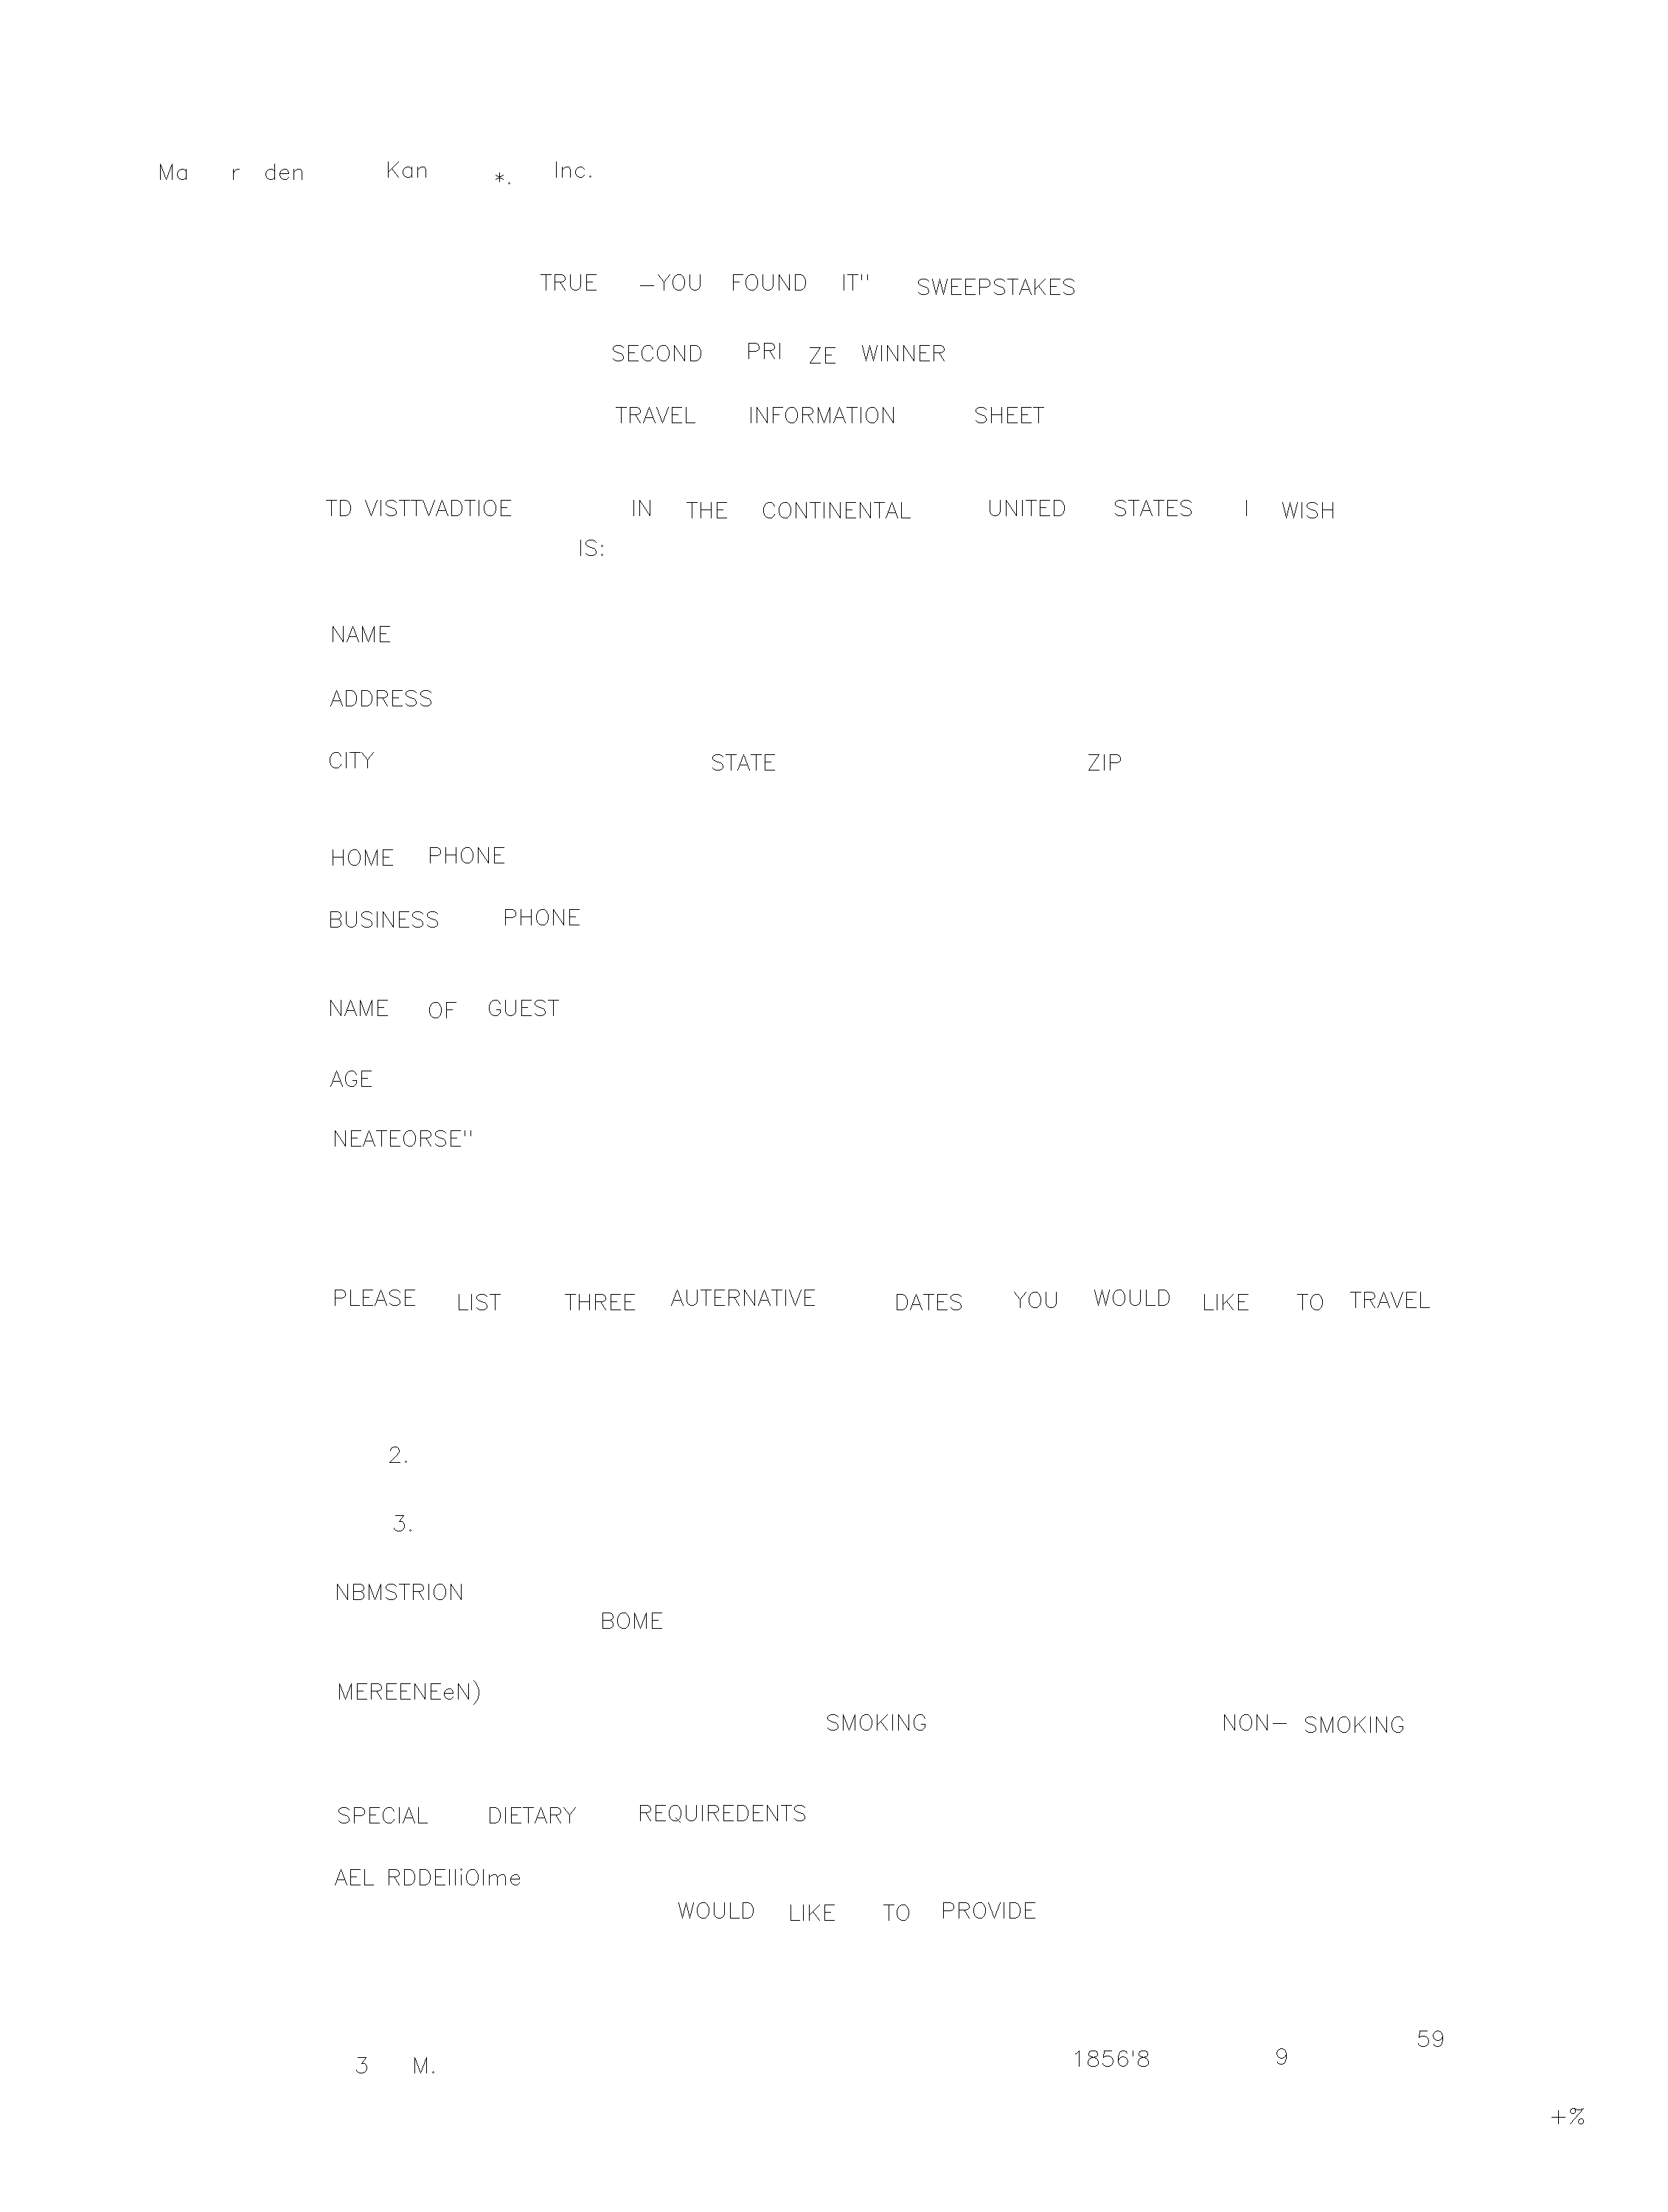 Ma r den Kan *. Inc.
TRUE –YOU FOUND IT" SWEEPSTAKES
SECOND PRI ZE WINNER
TRAVEL INFORMATION SHEET
TD VISTTVADTIOE IN THE CONTINENTAL UNITED STATES I WISH
IS:
NAME
ADDRESS
CITY STATE ZIP
HOME PHONE
BUSINESS PHONE
NAME OF GUEST
AGE
NEATEORSE"
PLEASE LIST THREE AUTERNATIVE DATES YOU WOULD LIKE TO TRAVEL
2.
3.
NBMSTRION
BOME
MEREENEeN)
SMOKING NON– SMOKING
SPECIAL DIETARY REQUIREDENTS
AEL RDDEIliOIme
WOULD LIKE TO PROVIDE
59
3 M. 1856'8 9
+%